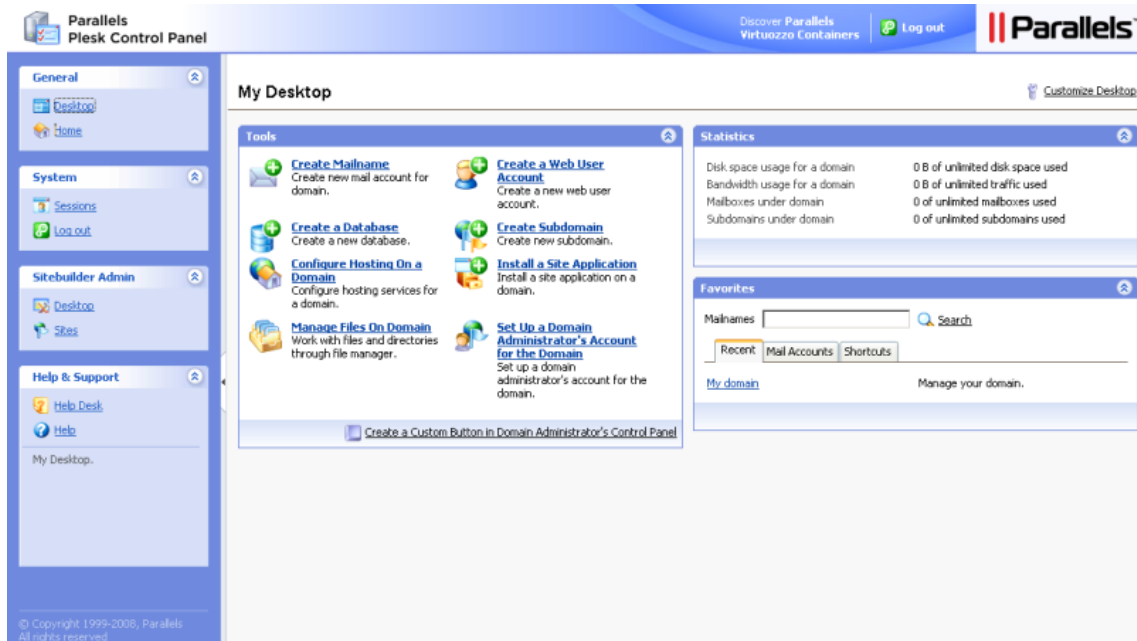 Parallels
Plesk Control Panel
Discover Parallels
Virtuozzo Containers
Log out
Parallels
General
Desktop
Home
System
Sessions
Log out
Sitebuilder Admin
Desktop
Sites
Help & Support
Help Desk
Help
My Desktop.
© Copyright 1999-2008, Parallels
All rights reserved
My Desktop
Customize Desktop
Tools
Create Mailname
Create new mail account for
domain.
Create a Web User
Account
Create a new web user
account.
Create a Database
Create a new database.
Create Subdomain
Create new subdomain.
Configure Hosting On a
Domain
Configure hosting services for
a domain.
Install a Site Application
Install a site application on a
domain.
Manage Files On Domain
Work with files and directories
through file manager.
Set Up a Domain
Administrator's Account
for the Domain
Set up a domain
administrator's account for the
domain.
Create a Custom Button in Domain Administrator's Control Panel
Statistics
Disk space usage for a domain 0 B of unlimited disk space used
Bandwidth usage for a domain 0 B of unlimited traffic used
Mailboxes under domain 0 of unlimited mailboxes used
Subdomains under domain 0 of unlimited subdomains used
Favorites
Mailnames Search
Recent Mail Accounts Shortcuts
My domain Manage your domain.